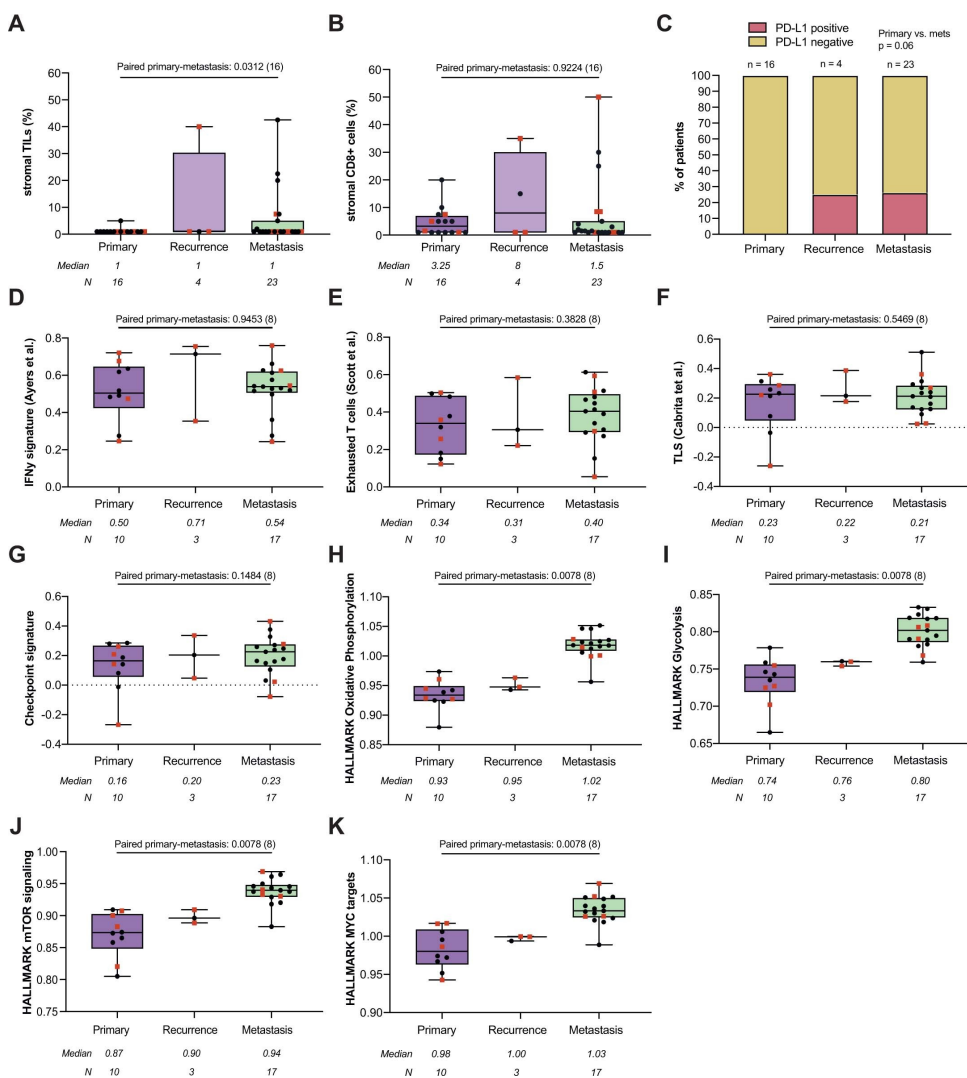 A
Paired primary-metastasis: 0.0312 (16)
stromal TILs (%)
60
50
40
30
20
10
0
Primary Recurrence Metastasis
Median 1 1 1
N 16 4 23
B
Paired primary-metastasis: 0.9224 (16)
stromal CD8+ cells (%)
60
50
40
30
20
10
0
Primary Recurrence Metastasis
Median 3.25 8 1.5
N 16 4 23
C
PD-L1 positive
PD-L1 negative
Primary vs. mets
p = 0.06
n = 16 n = 4 n = 23
% of patients
100
90
80
70
60
50
40
30
20
10
0
Primary Recurrence Metastasis
D
Paired primary-metastasis: 0.9453 (8)
IFNy signature (Ayers et al.)
0.8
0.6
0.4
0.2
0.0
Primary Recurrence Metastasis
Median 0.50 0.71 0.54
N 10 3 17
E
Paired primary-metastasis: 0.3828 (8)
Exhausted T cells (Scott et al.)
0.8
0.6
0.4
0.2
0.0
Primary Recurrence Metastasis
Median 0.34 0.31 0.40
N 10 3 17
F
Paired primary-metastasis: 0.5469 (8)
TLS (Cabrita et al.)
0.6
0.4
0.2
0.0
-0.2
-0.4
Primary Recurrence Metastasis
Median 0.23 0.22 0.21
N 10 3 17
G
Paired primary-metastasis: 0.1484 (8)
Checkpoint signature
0.6
0.4
0.2
0.0
-0.2
-0.4
Primary Recurrence Metastasis
Median 0.16 0.20 0.23
N 10 3 17
H
Paired primary-metastasis: 0.0078 (8)
HALLMARK Oxidative Phosphorylation
1.10
1.05
1.00
0.95
0.90
0.85
Primary Recurrence Metastasis
Median 0.93 0.95 1.02
N 10 3 17
I
Paired primary-metastasis: 0.0078 (8)
HALLMARK Glycolysis
0.85
0.80
0.75
0.70
0.65
Primary Recurrence Metastasis
Median 0.74 0.76 0.80
N 10 3 17
J
Paired primary-metastasis: 0.0078 (8)
HALLMARK mTOR signaling
1.00
0.95
0.90
0.85
0.80
0.75
Primary Recurrence Metastasis
Median 0.87 0.90 0.94
N 10 3 17
K
Paired primary-metastasis: 0.0078 (8)
HALLMARK MYC targets
1.10
1.05
1.00
0.95
0.90
Primary Recurrence Metastasis
Median 0.98 1.00 1.03
N 10 3 17